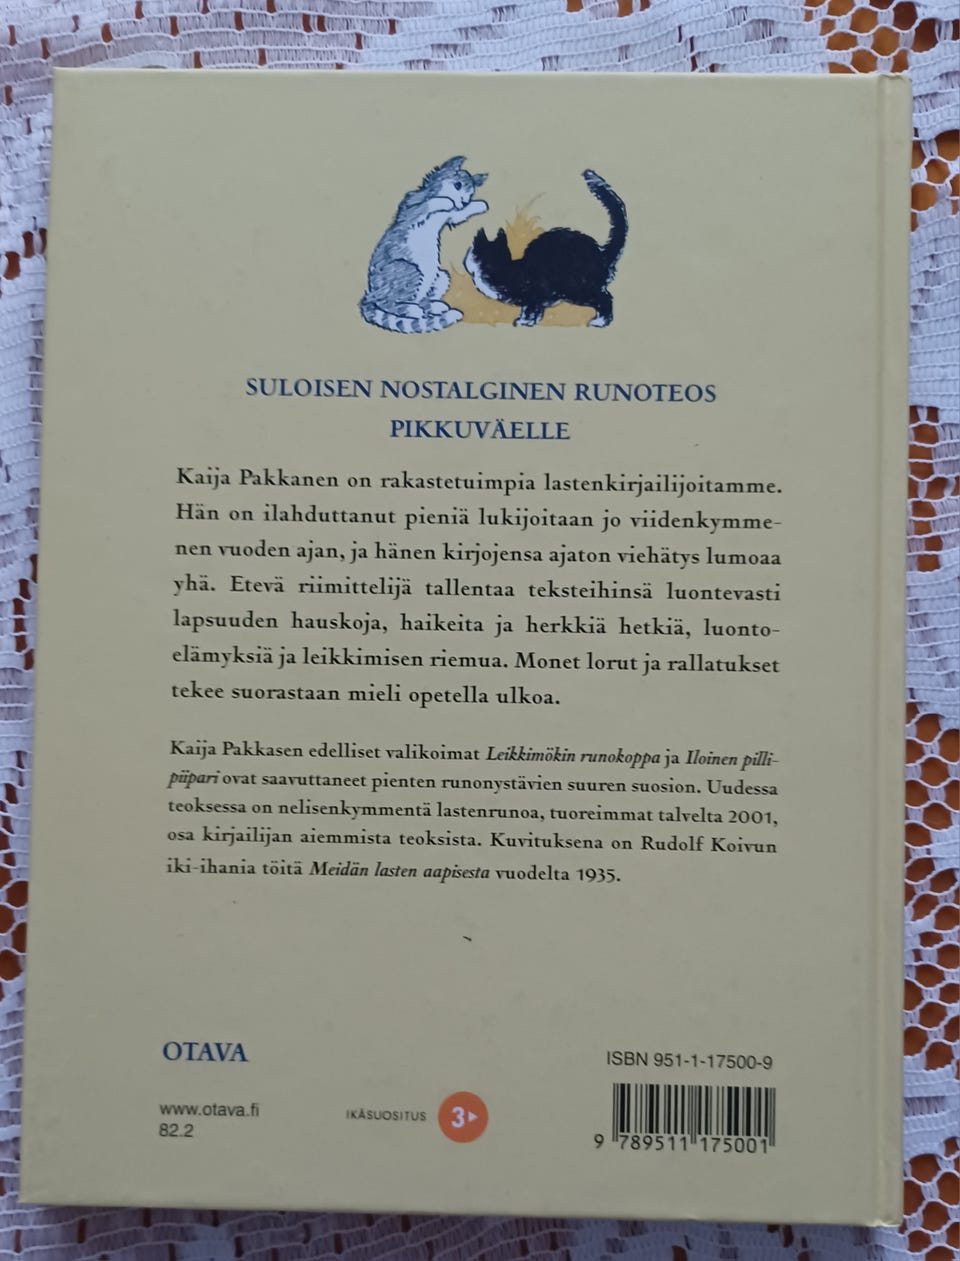 SULOISEN NOSTALGINEN RUNOTEOS
PIKKUVÄELLE
Kaija Pakkanen on rakastetuimpia lastenkirjailijoitamme.
Hän on ilahduttanut pieniä lukijoitaan jo viidenkymme-
nen vuoden ajan, ja hänen kirjojensa ajaton viehätys lumoaa
yhä. Etevä riimittelijä tallentaa teksteihinsä luontevasti
lapsuuden hauskoja, haikeita ja herkkiä hetkiä, luonto-
elämyksiä ja leikkimisen riemua. Monet lorut ja rallatukset
tekee suorastaan mieli opetella ulkoa.
Kaija Pakkasen edelliset valikoimat Leikkimökin runokoppa ja Iloinen pilli-
piipari ovat saavuttaneet pienten runonystävien suuren suosion. Uudessa
teoksessa on nelisenkymmentä lastenrunoa, tuoreimmat talvelta 2001,
osa kirjailijan aiemmista teoksista. Kuvituksena on Rudolf Koivun
iki-ihania töitä Meidän lasten aapisesta vuodelta 1935.
OTAVA
www.otava.fi
82.2
IKÄSUOSITUS 3
ISBN 951-1-17500-9
9 789511 175001